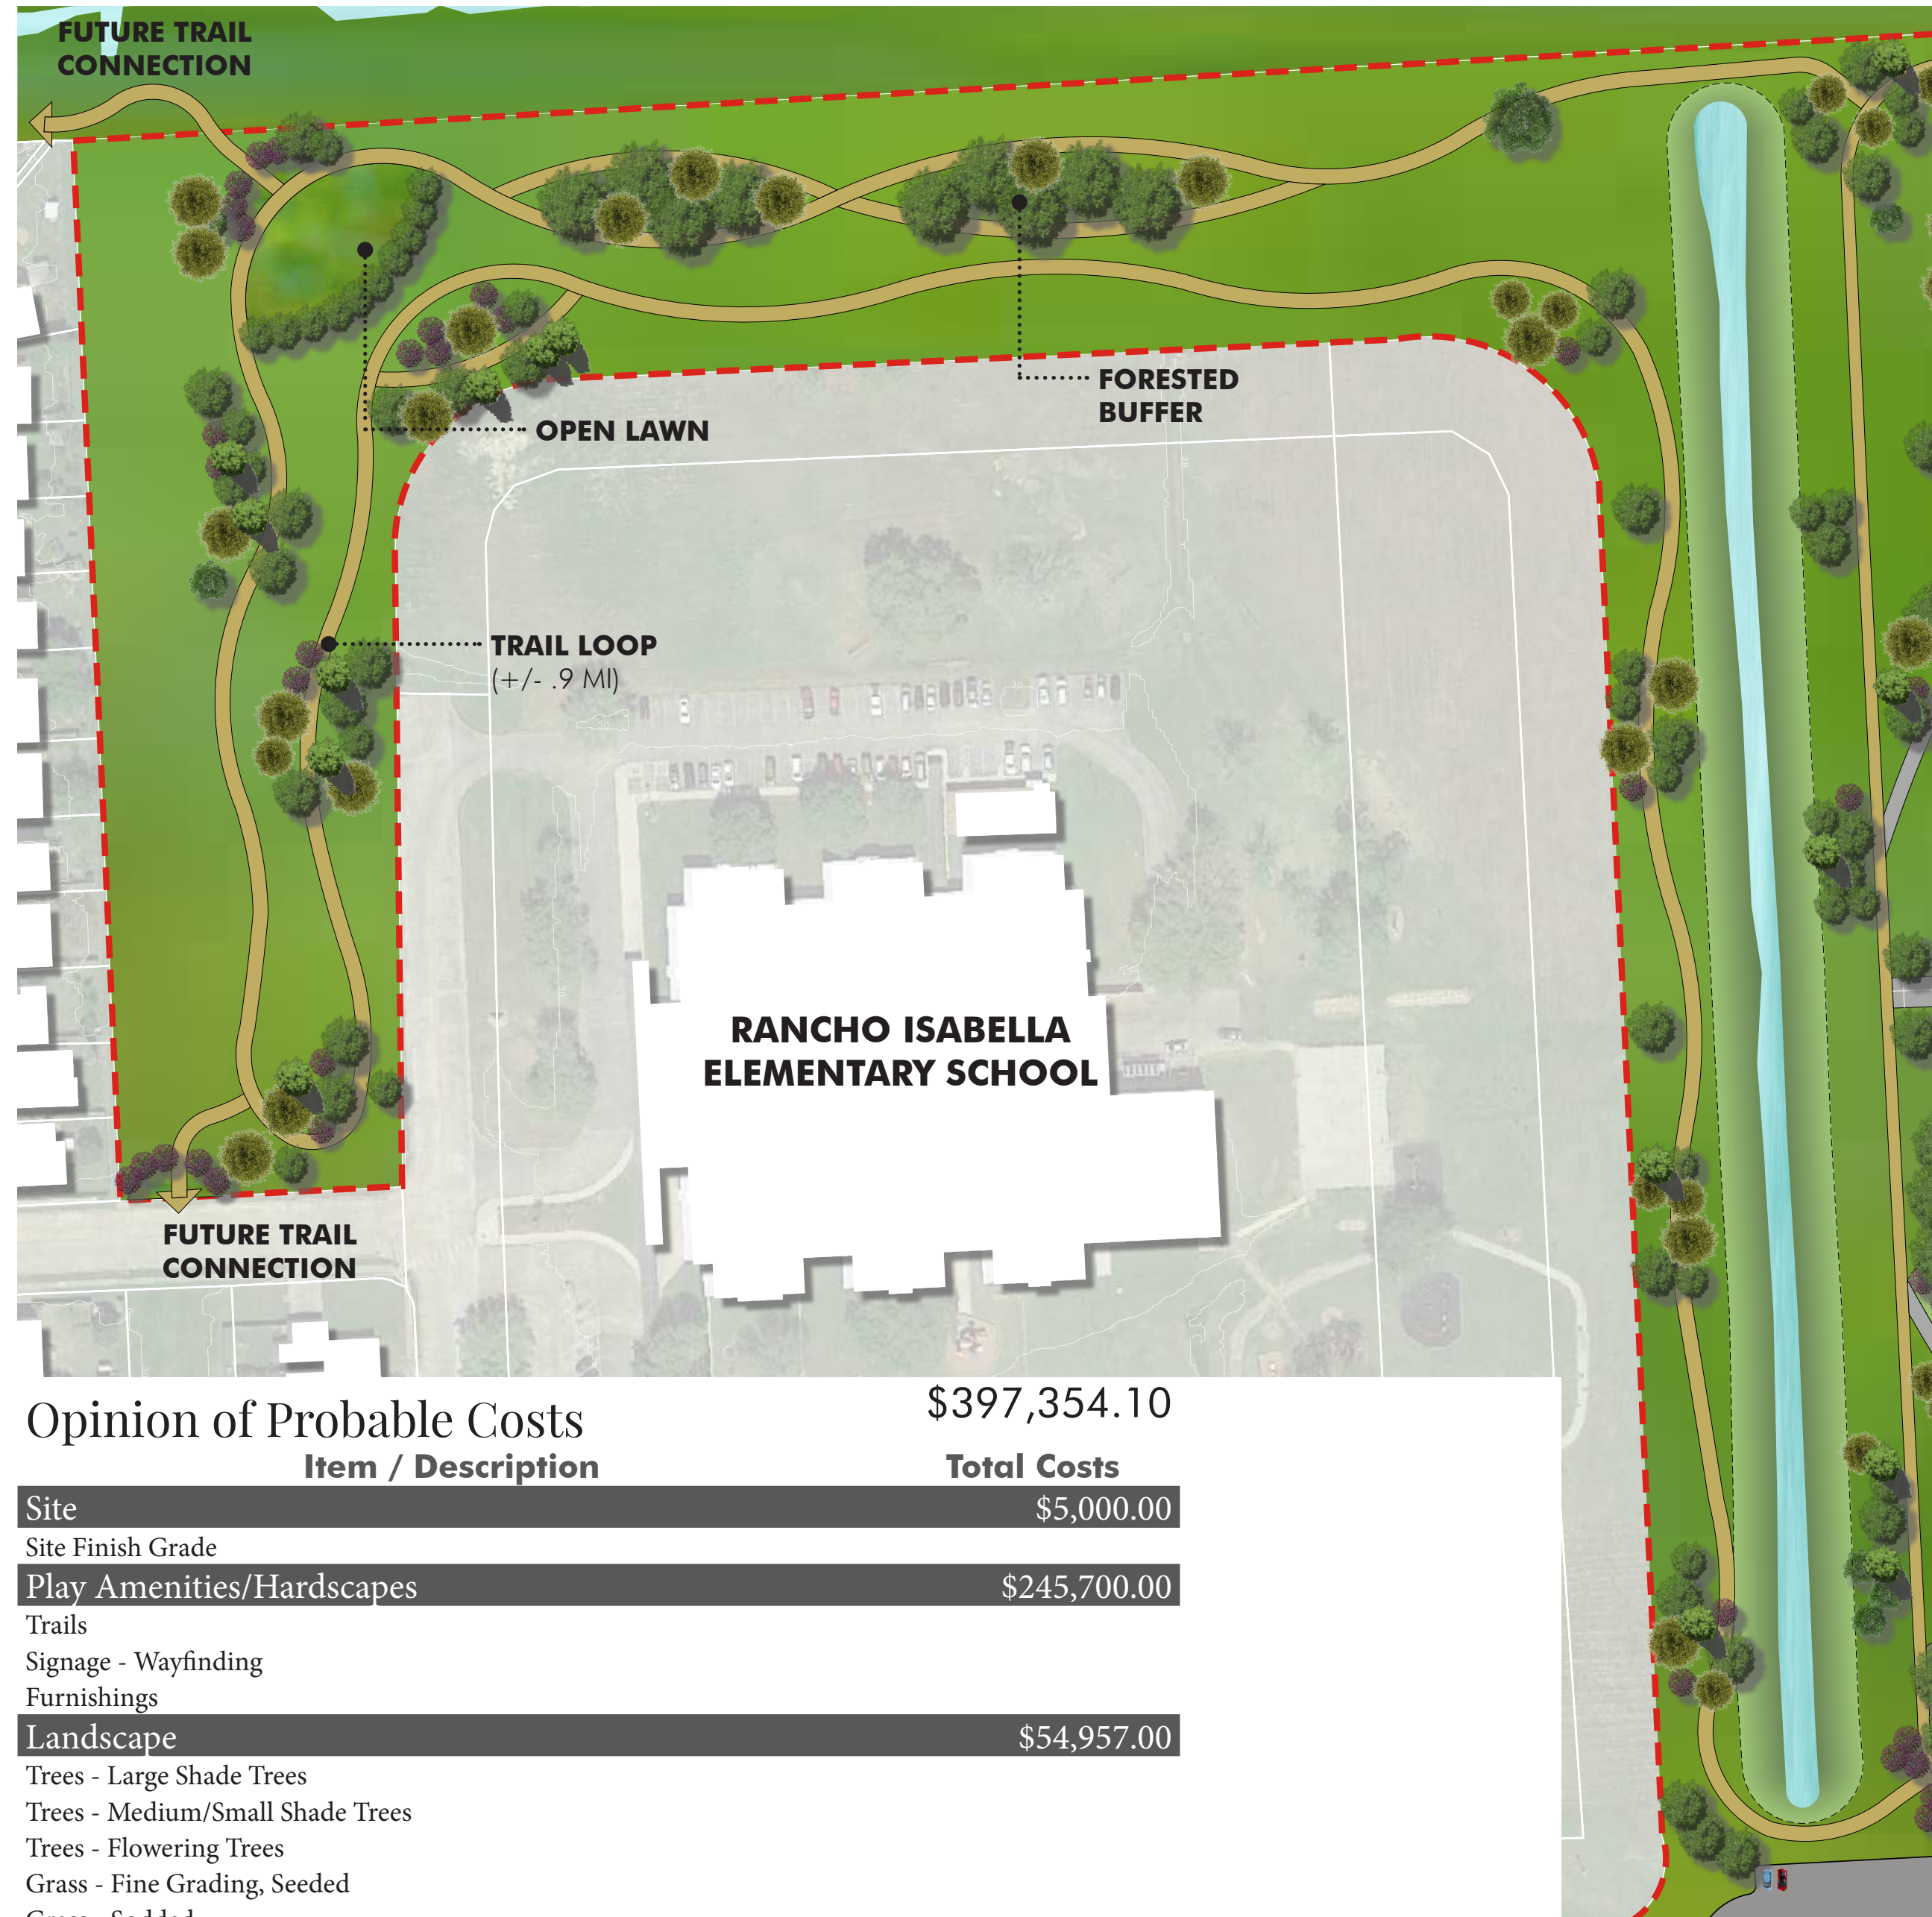 FUTURE TRAIL
CONNECTION
FORESTED
BUFFER
OPEN LAWN
TRAIL LOOP
(+/- .9 MI)
30
30
20
RANCHO ISABELLA
ELEMENTARY SCHOOL
FUTURE TRAIL
CONNECTION
Opinion of Probable Costs $397,354.10
Item / Description Total Costs
Site $5,000.00
Site Finish Grade
Play Amenities/Hardscapes $245,700.00
Trails
Signage - Wayfinding
Furnishings
Landscape $54,957.00
Trees - Large Shade Trees
Trees - Medium/Small Shade Trees
Trees - Flowering Trees
Grass - Fine Grading, Seeded